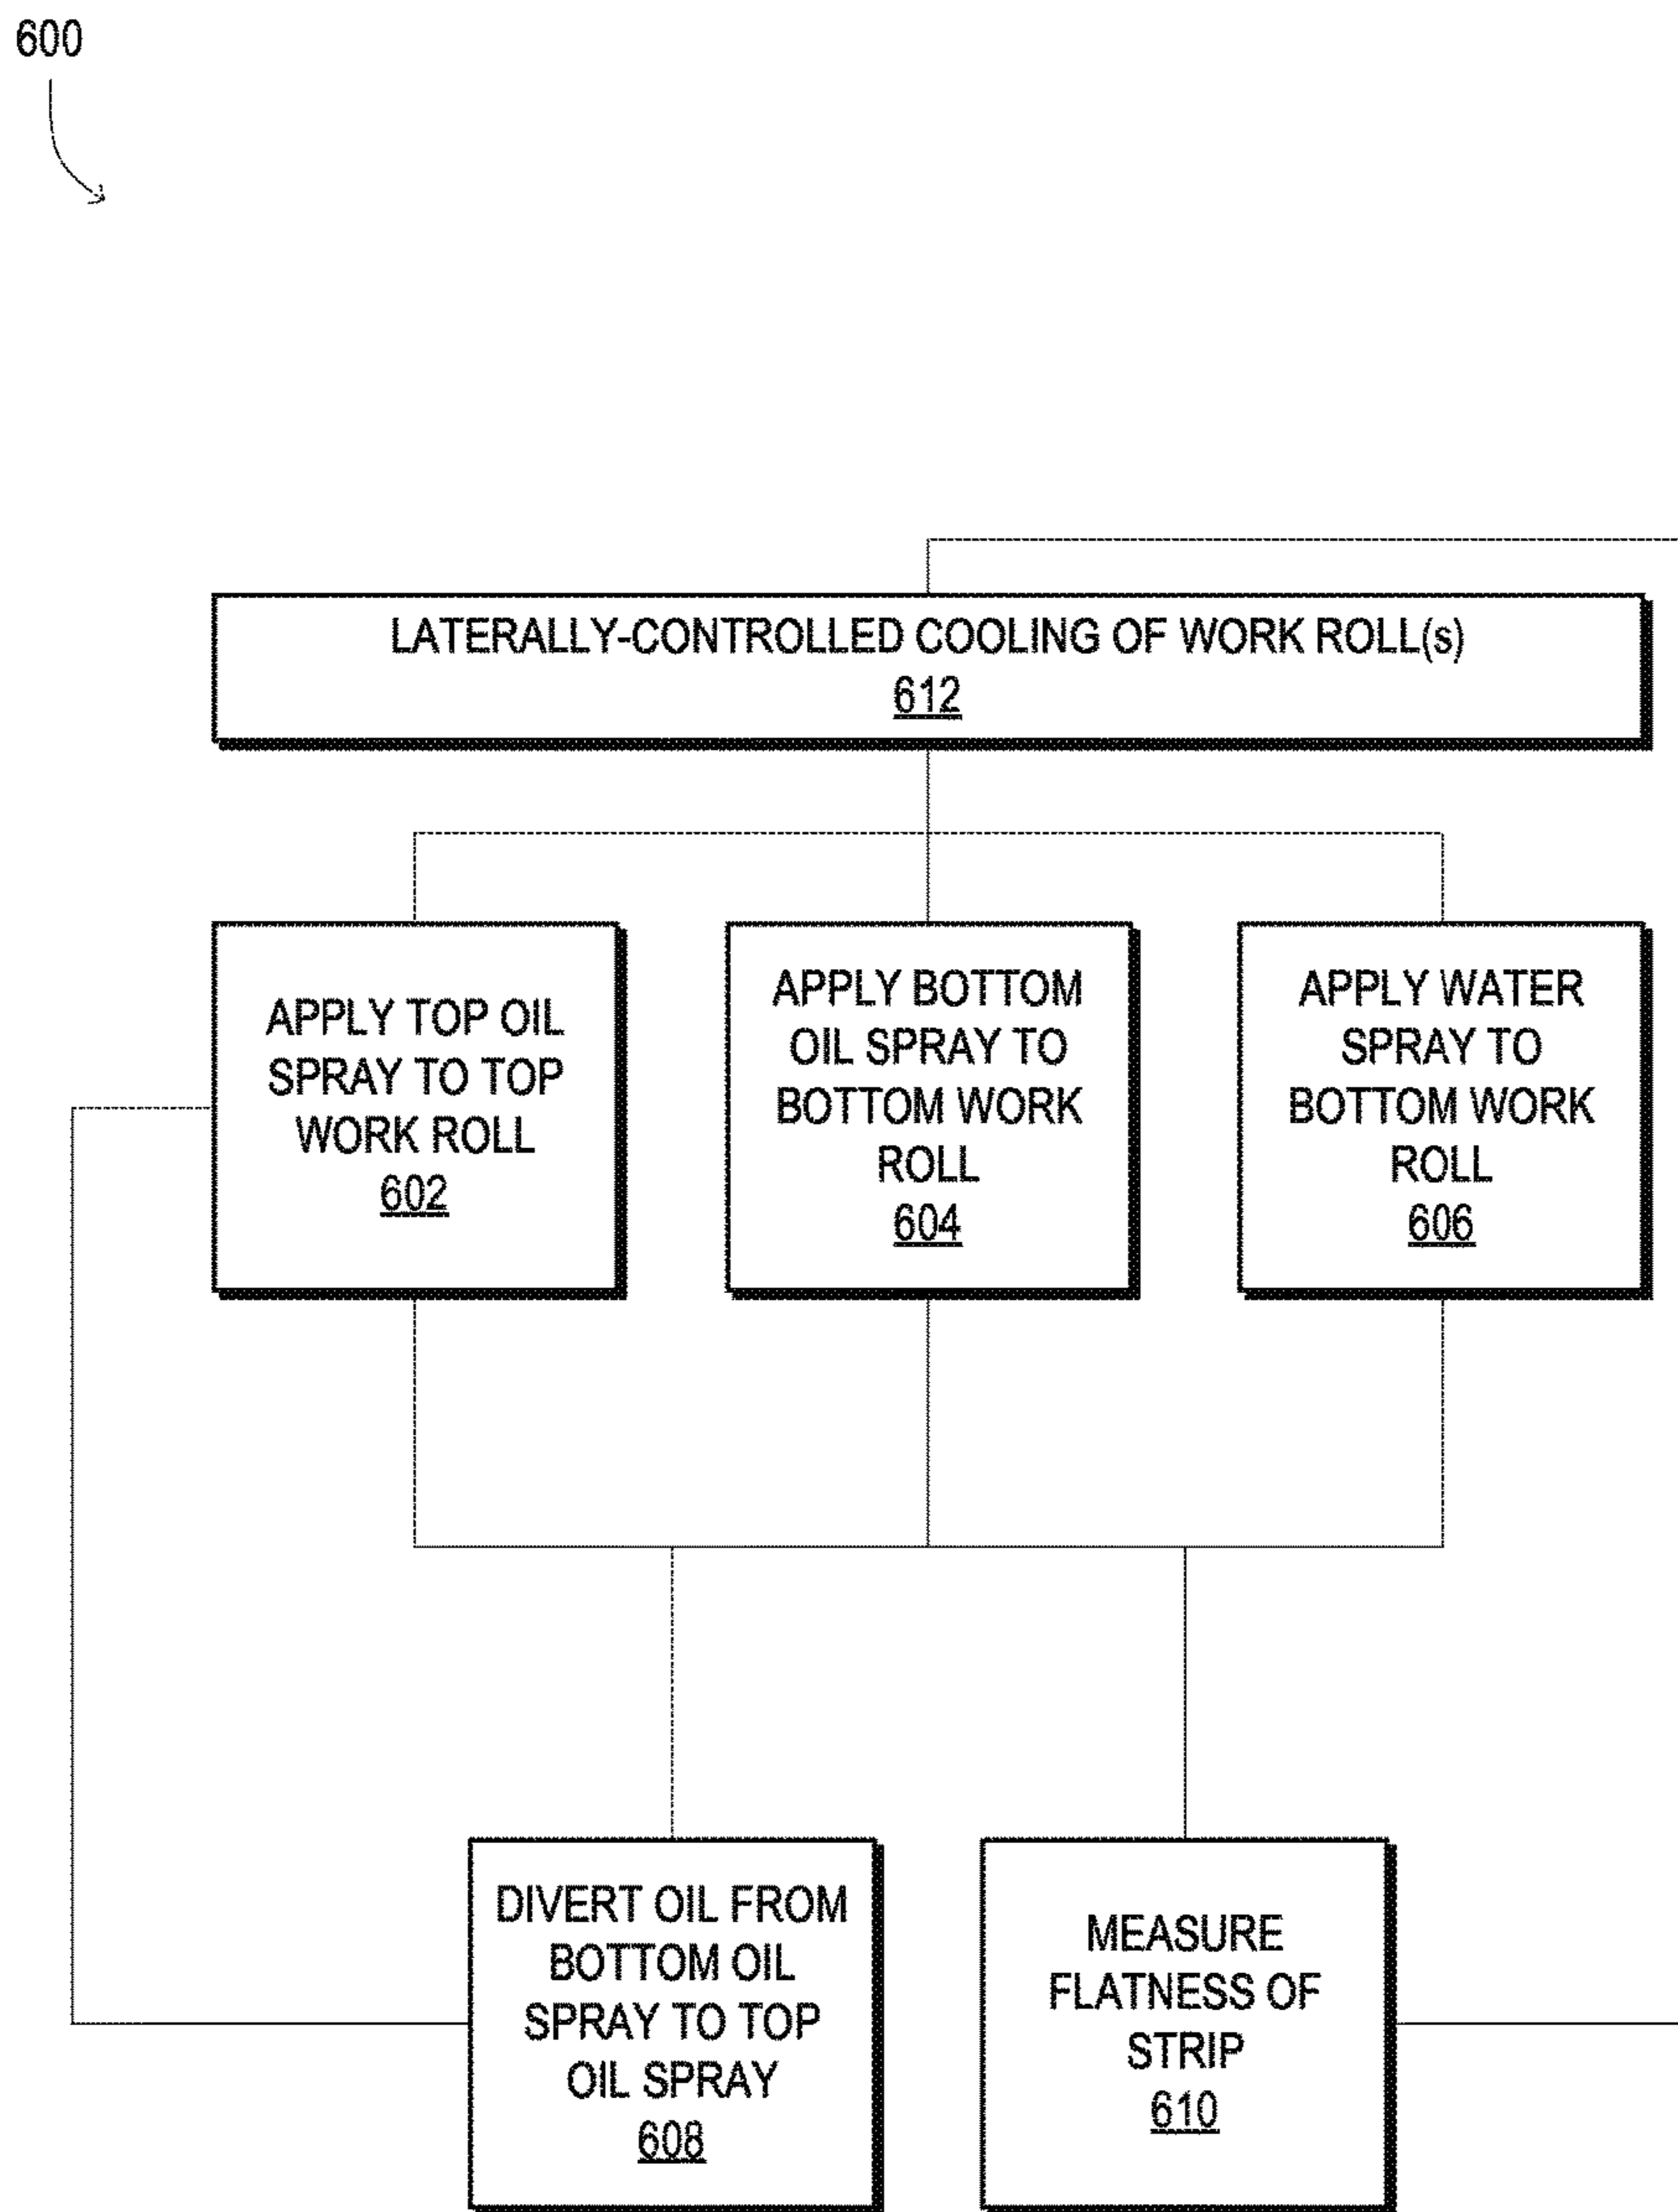 600
LATERALLY-CONTROLLED COOLING OF WORK ROLL(s)
612
APPLY TOP OIL
SPRAY TO TOP
WORK ROLL
602
APPLY BOTTOM
OIL SPRAY TO
BOTTOM WORK
ROLL
604
APPLY WATER
SPRAY TO
BOTTOM WORK
ROLL
606
DIVERT OIL FROM
BOTTOM OIL
SPRAY TO TOP
OIL SPRAY
608
MEASURE
FLATNESS OF
STRIP
610